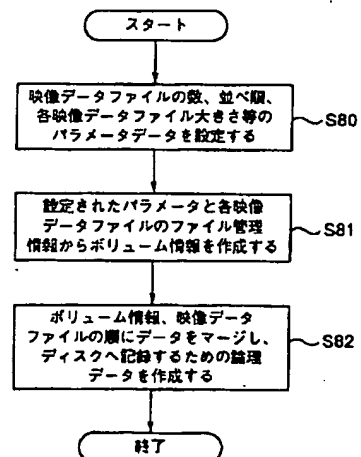 スタート
映像データファイルの数、並べ順、
各映像データファイル大きさ等の
パラメータデータを設定する
S80
設定されたパラメータと各映像
データファイルのファイル管理
情報からボリューム情報を作成する
S81
ボリューム情報、映像データ
ファイルの順にデータをマージし、
ディスクへ記録するための論理
データを作成する
S82
終了